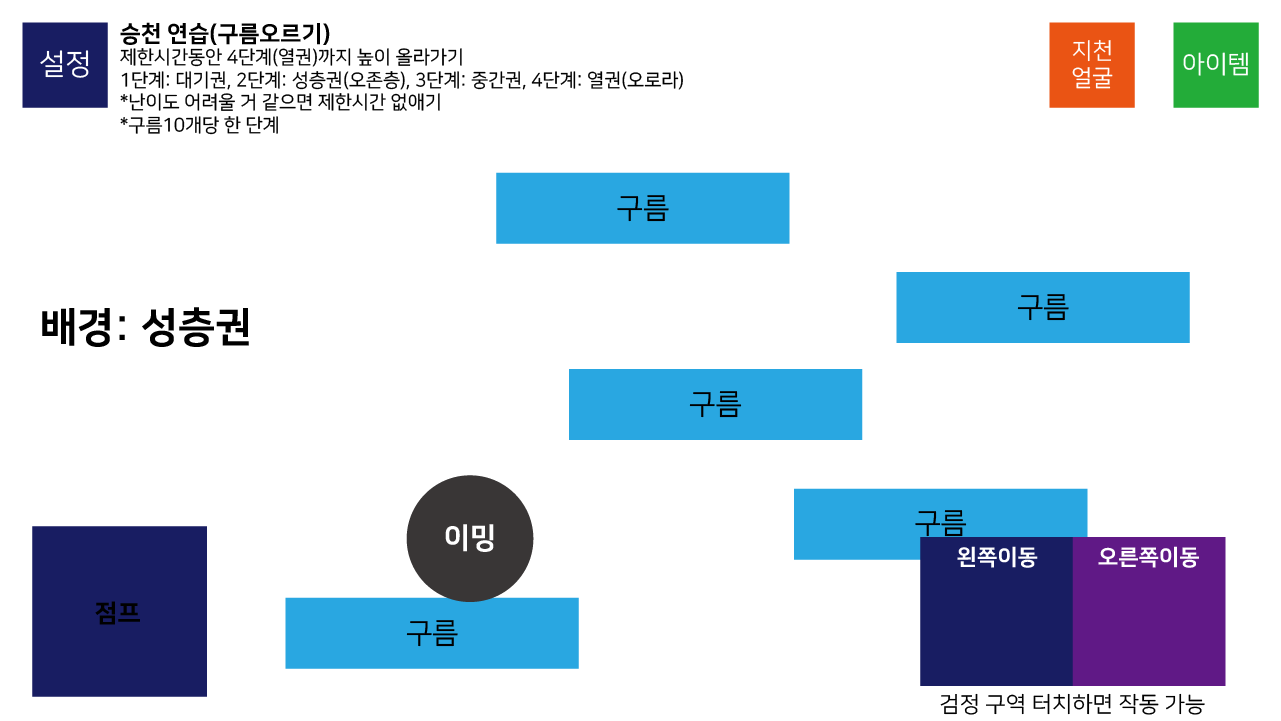 설정
승천 연습(구름오르기)
제한시간동안 4단계(열권)까지 높이 올라가기
1단계: 대기권, 2단계: 성층권(오존층), 3단계: 중간권, 4단계: 열권(오로라)
*난이도 어려울 거 같으면 제한시간 없애기
*구름10개당 한 단계
지천
얼굴
아이템
구름
구름
배경: 성층권
구름
구름
이밍
왼쪽이동
오른쪽이동
점프
구름
검정 구역 터치하면 작동 가능